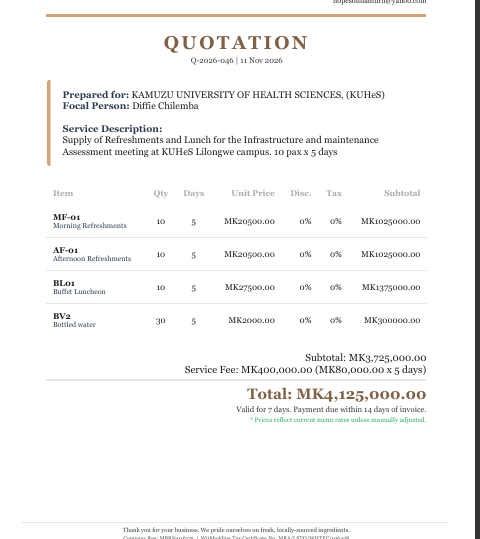 QUOTATION
Q-2026-046 | 11 Nov 2026
Prepared for: KAMUZU UNIVERSITY OF HEALTH SCIENCES, (KUHeS)
Focal Person: Diffie Chilemba
Service Description:
Supply of Refreshments and Lunch for the Infrastructure and maintenance
Assessment meeting at KUHeS Lilongwe campus. 10 pax x 5 days
Item Qty Days Unit Price Disc. Tax Subtotal
MF-01
Morning Refreshments
10 5 MK20500.00 0% 0% MK1025000.00
AF-01
Afternoon Refreshments
10 5 MK20500.00 0% 0% MK1025000.00
BL01
Buffet Luncheon
10 5 MK27500.00 0% 0% MK1375000.00
BV2
Bottled water
30 5 MK2000.00 0% 0% MK300000.00
Subtotal: MK3,725,000.00
Service Fee: MK400,000.00 (MK80,000.00 x 5 days)
Total: MK4,125,000.00
Valid for 7 days. Payment due within 14 days of invoice.
* Prices reflect current menu rates unless manually adjusted.
Thank you for your business. We pride ourselves on fresh, locally-sourced ingredients.